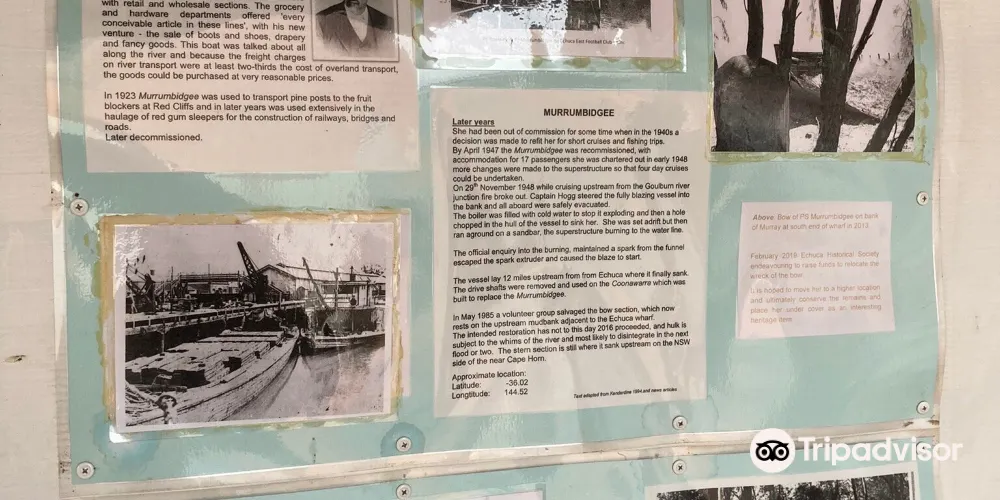 with retail and wholesale sections. The grocery
and hardware departments offered 'every
conceivable article in these lines', with his new
venture - the sale of boots and shoes, drapery
and fancy goods. This boat was talked about all
along the river and because the freight charges
on river transport were at least two-thirds the cost of overland transport,
the goods could be purchased at very reasonable prices.
In 1923 Murrumbidgee was used to transport pine posts to the fruit
blockers at Red Cliffs and in later years was used extensively in the
haulage of red gum sleepers for the construction of railways, bridges and
roads.
Later decommissioned.
Echuca East Football Club
MURRUMBIDGEE
Later years
She had been out of commission for some time when in the 1940s a
decision was made to refit her for short cruises and fishing trips.
By April 1947 the Murrumbidgee was recommissioned, with
accommodation for 17 passengers she was chartered out in early 1948
more changes were made to the superstructure so that four day cruises
could be undertaken.
On 29th November 1948 while cruising upstream from the Goulburn river
junction fire broke out. Captain Hogg steered the fully blazing vessel into
the bank and all aboard were safely evacuated.
The boiler was filled with cold water to stop it exploding and then a hole
chopped in the hull of the vessel to sink her. She was set adrift but then
ran aground on a sandbar, the superstructure burning to the water line.
The official enquiry into the burning, maintained a spark from the funnel
escaped the spark extruder and caused the blaze to start.
The vessel lay 12 miles upstream from from Echuca where it finally sank.
The drive shafts were removed and used on the Coonawarra which was
built to replace the Murrumbidgee.
In May 1985 a volunteer group salvaged the bow section, which now
rests on the upstream mudbank adjacent to the Echuca wharf.
The intended restoration has not to this day 2016 proceeded, and hulk is
subject to the whims of the river and most likely to disintegrate in the next
flood or two. The stern section is still where it sank upstream on the NSW
side of the near Cape Horn.
Approximate location:
Latitude: -36.02
Longtitude: 144.52
Text adapted from Kenderdine 1994,and news articles
Above: Bow of PS Murrumbidgee on bank
of Murray at south end of wharf in 2013.
February 2016: Echuca Historical Society
endeavouring to raise funds to relocate the
wreck of the bow.
It is hoped to move her to a higher location
and ultimately conserve the remains and
place her under cover as an interesting
heritage item.
Tripadvisor